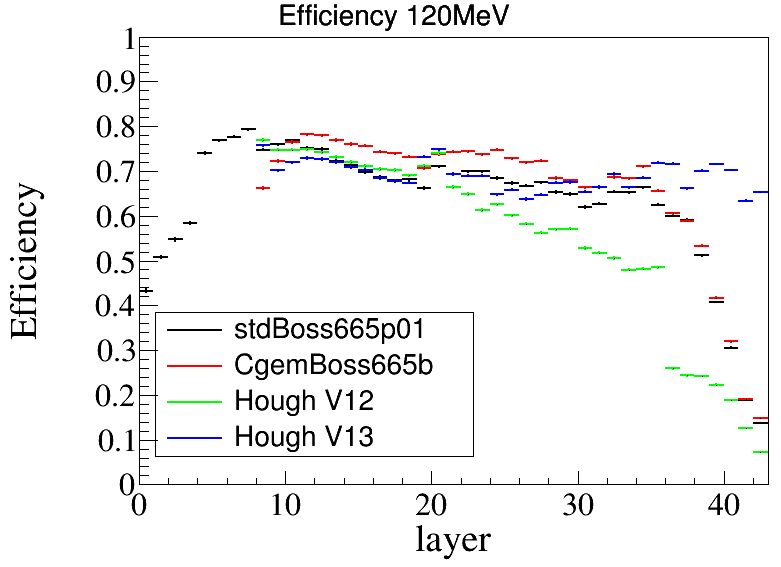 Efficiency 120MeV
Efficiency
1
0.9
0.8
0.7
0.6
0.5
0.4
0.3
0.2
0.1
0
stdBoss665p01
CgemBoss665b
Hough V12
Hough V13
0 10 20 30 40
layer